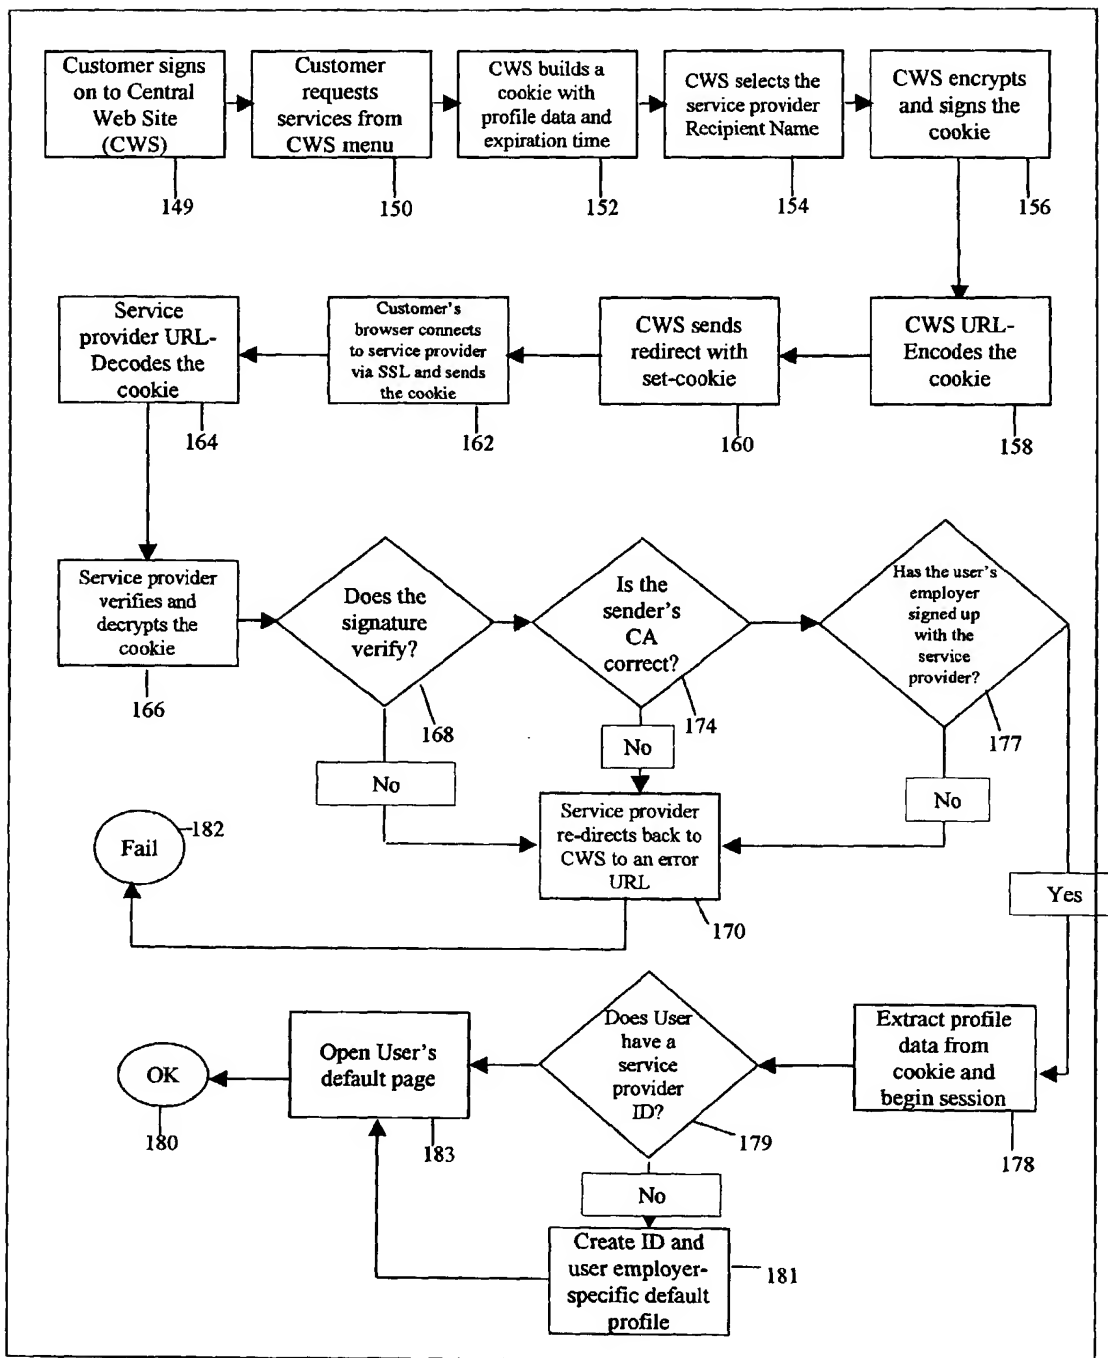 Customer signs
on to Central
Web Site
(CWS)
149
Customer
requests
services from
CWS menu
150
CWS builds a
cookie with
profile data and
expiration time
152
CWS selects the
service provider
Recipient Name
154
CWS encrypts
and signs the
cookie
156
CWS URL-
Encodes the
cookie
158
CWS sends
redirect with
set-cookie
160
Customer's
browser connects
to service provider
via SSL and sends
the cookie
162
Service
provider URL-
Decodes the
cookie
164
Service provider
verifies and
decrypts the
cookie
166
Does the
signature
verify?
168
No
Is the
sender's
CA
correct?
174
No
Has the user's
employer
signed up
with the
service
provider?
177
No
Yes
Service provider
re-directs back to
CWS to an error
URL
170
Fail
182
Extract profile
data from
cookie and
begin session
178
Does User
have a
service
provider
ID?
179
No
Create ID and
user employer-
specific default
profile
181
Open User's
default page
183
OK
180